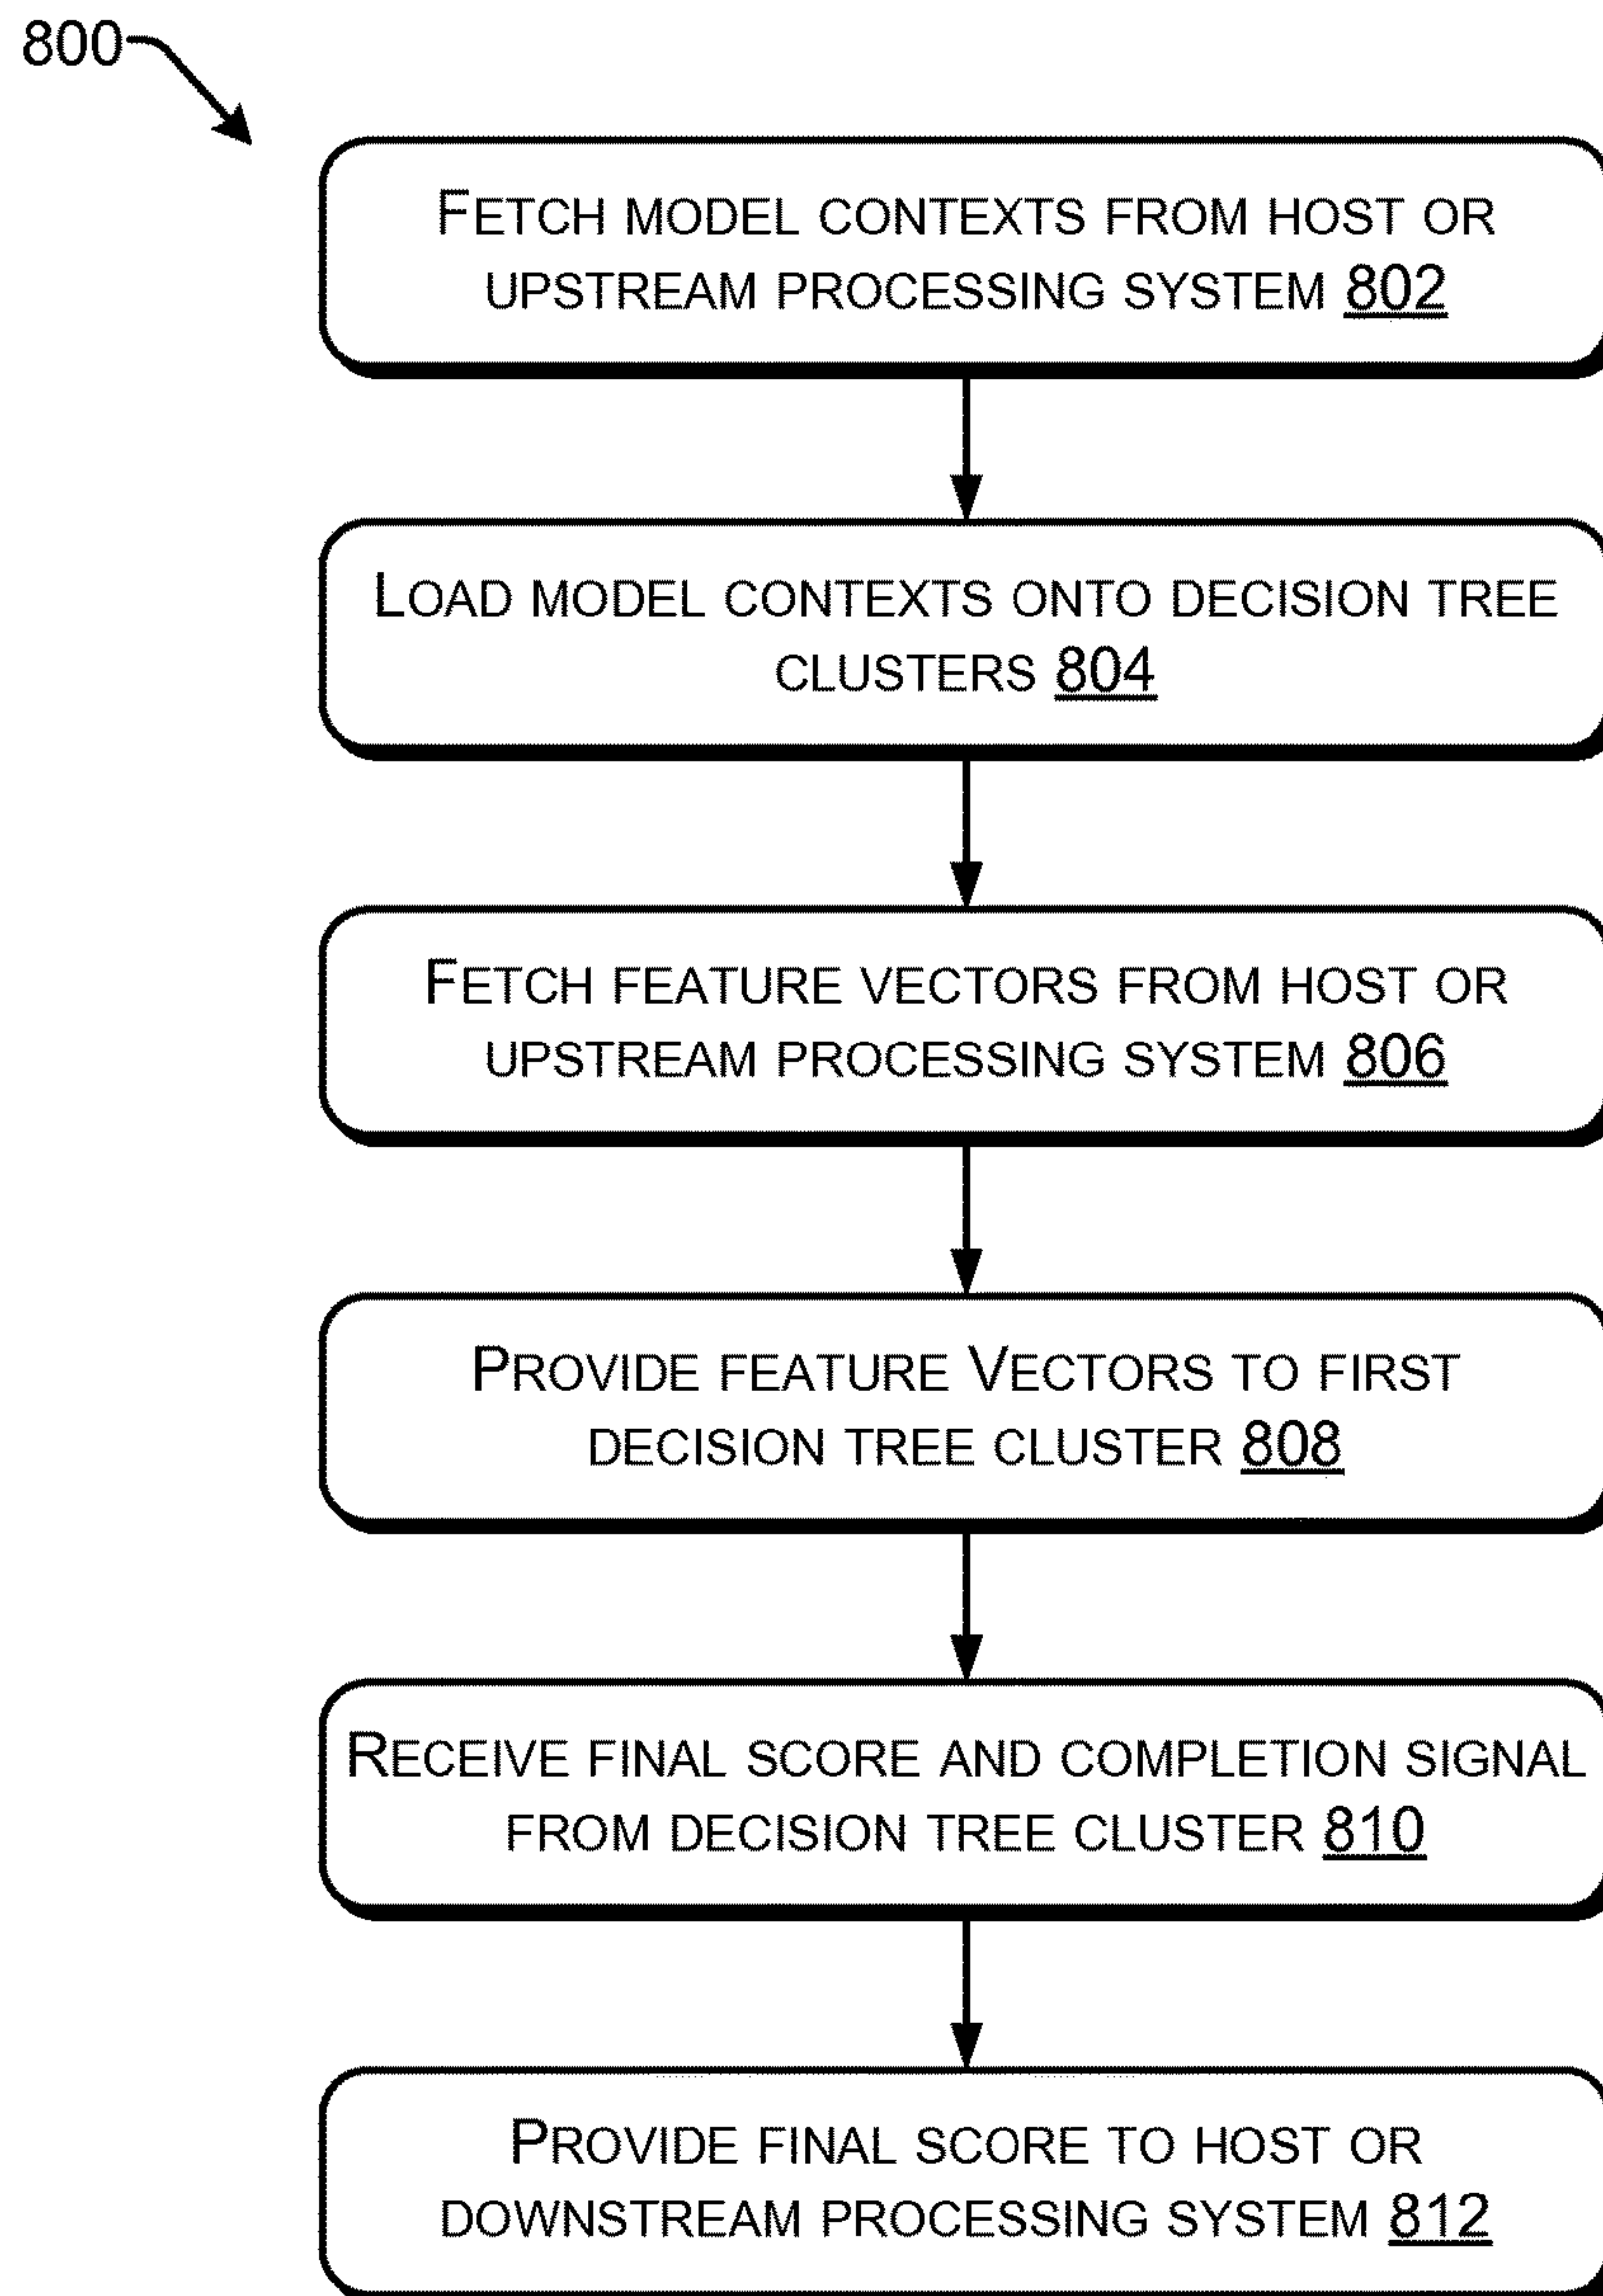 800
FETCH MODEL CONTEXTS FROM HOST OR
UPSTREAM PROCESSING SYSTEM 802
LOAD MODEL CONTEXTS ONTO DECISION TREE
CLUSTERS 804
FETCH FEATURE VECTORS FROM HOST OR
UPSTREAM PROCESSING SYSTEM 806
PROVIDE FEATURE VECTORS TO FIRST
DECISION TREE CLUSTER 808
RECEIVE FINAL SCORE AND COMPLETION SIGNAL
FROM DECISION TREE CLUSTER 810
PROVIDE FINAL SCORE TO HOST OR
DOWNSTREAM PROCESSING SYSTEM 812